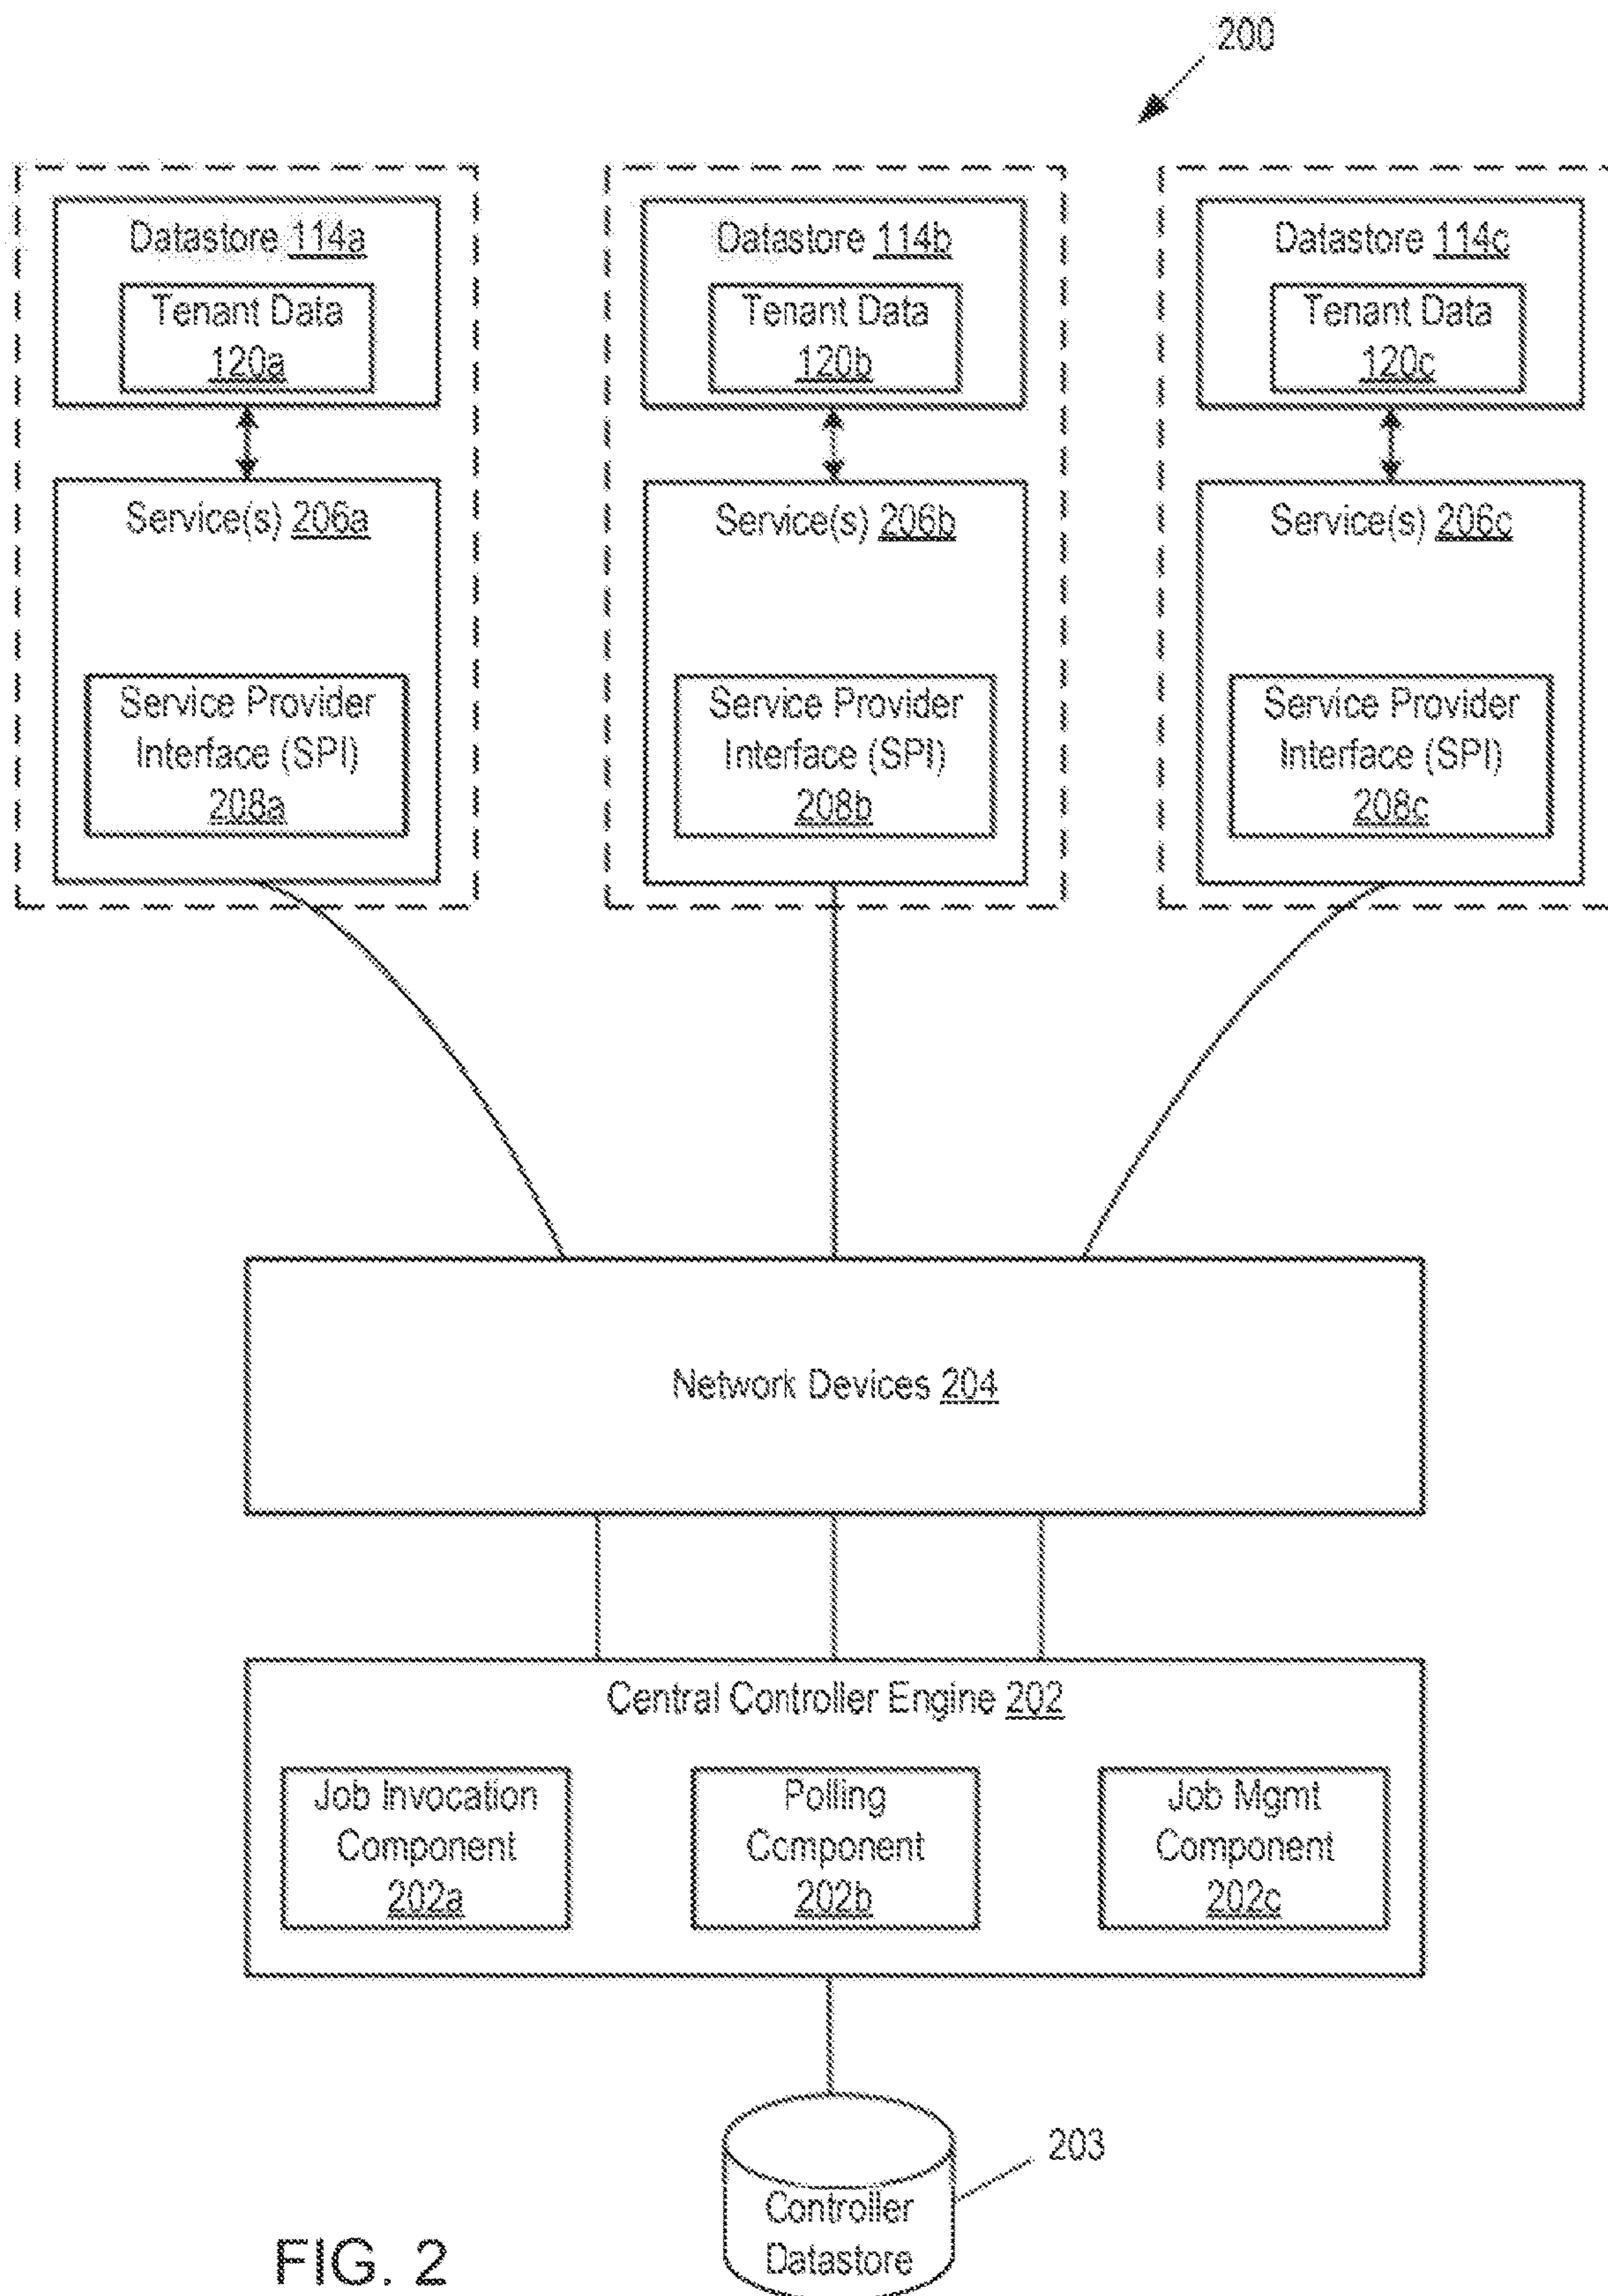 200
Datastore 114a
Tenant Data
120a
Service(s) 206a
Service Provider
Interface (SPI)
208a
Datastore 114b
Tenant Data
120b
Service(s) 206b
Service Provider
Interface (SPI)
208b
Datastore 114c
Tenant Data
120c
Service(s) 206c
Service Provider
Interface (SPI)
208c
Network Devices 204
Central Controller Engine 202
Job Invocation
Component
202a
Polling
Component
202b
Job Mgmt
Component
202c
203
Controller
Datastore
FIG. 2